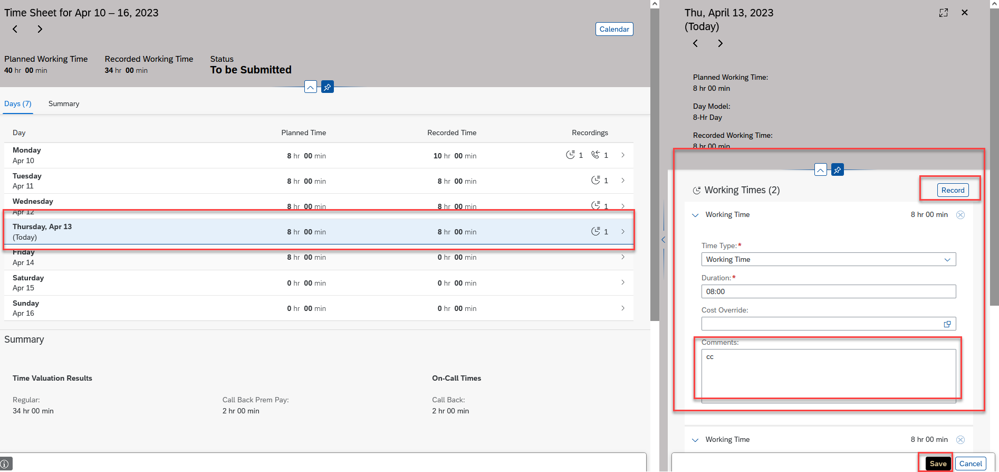 Time Sheet for Apr 10 – 16, 2023
Calendar
Planned Working Time
Recorded Working Time
Status
40 hr 00 min
34 hr 00 min
To be Submitted
Days (7)
Summary
Day
Planned Time
Recorded Time
Recordings
Monday
Apr 10
8 hr 00 min
10 hr 00 min
1
1
Tuesday
Apr 11
8 hr 00 min
8 hr 00 min
1
Wednesday
Apr 12
8 hr 00 min
8 hr 00 min
1
Thursday, Apr 13
(Today)
8 hr 00 min
8 hr 00 min
1
Friday
Apr 14
8 hr 00 min
0 hr 00 min
Saturday
Apr 15
0 hr 00 min
0 hr 00 min
Sunday
Apr 16
0 hr 00 min
0 hr 00 min
Summary
Time Valuation Results
On-Call Times
Regular:
34 hr 00 min
Call Back Prem Pay:
2 hr 00 min
Call Back:
2 hr 00 min
Thu, April 13, 2023
(Today)
Planned Working Time:
8 hr 00 min
Day Model:
8-Hr Day
Recorded Working Time:
8 hr 00 min
Working Times (2)
Record
Working Time
8 hr 00 min
Time Type:*
Working Time
Duration:*
08:00
Cost Override:
Comments:
cc
Working Time
8 hr 00 min
Save
Cancel